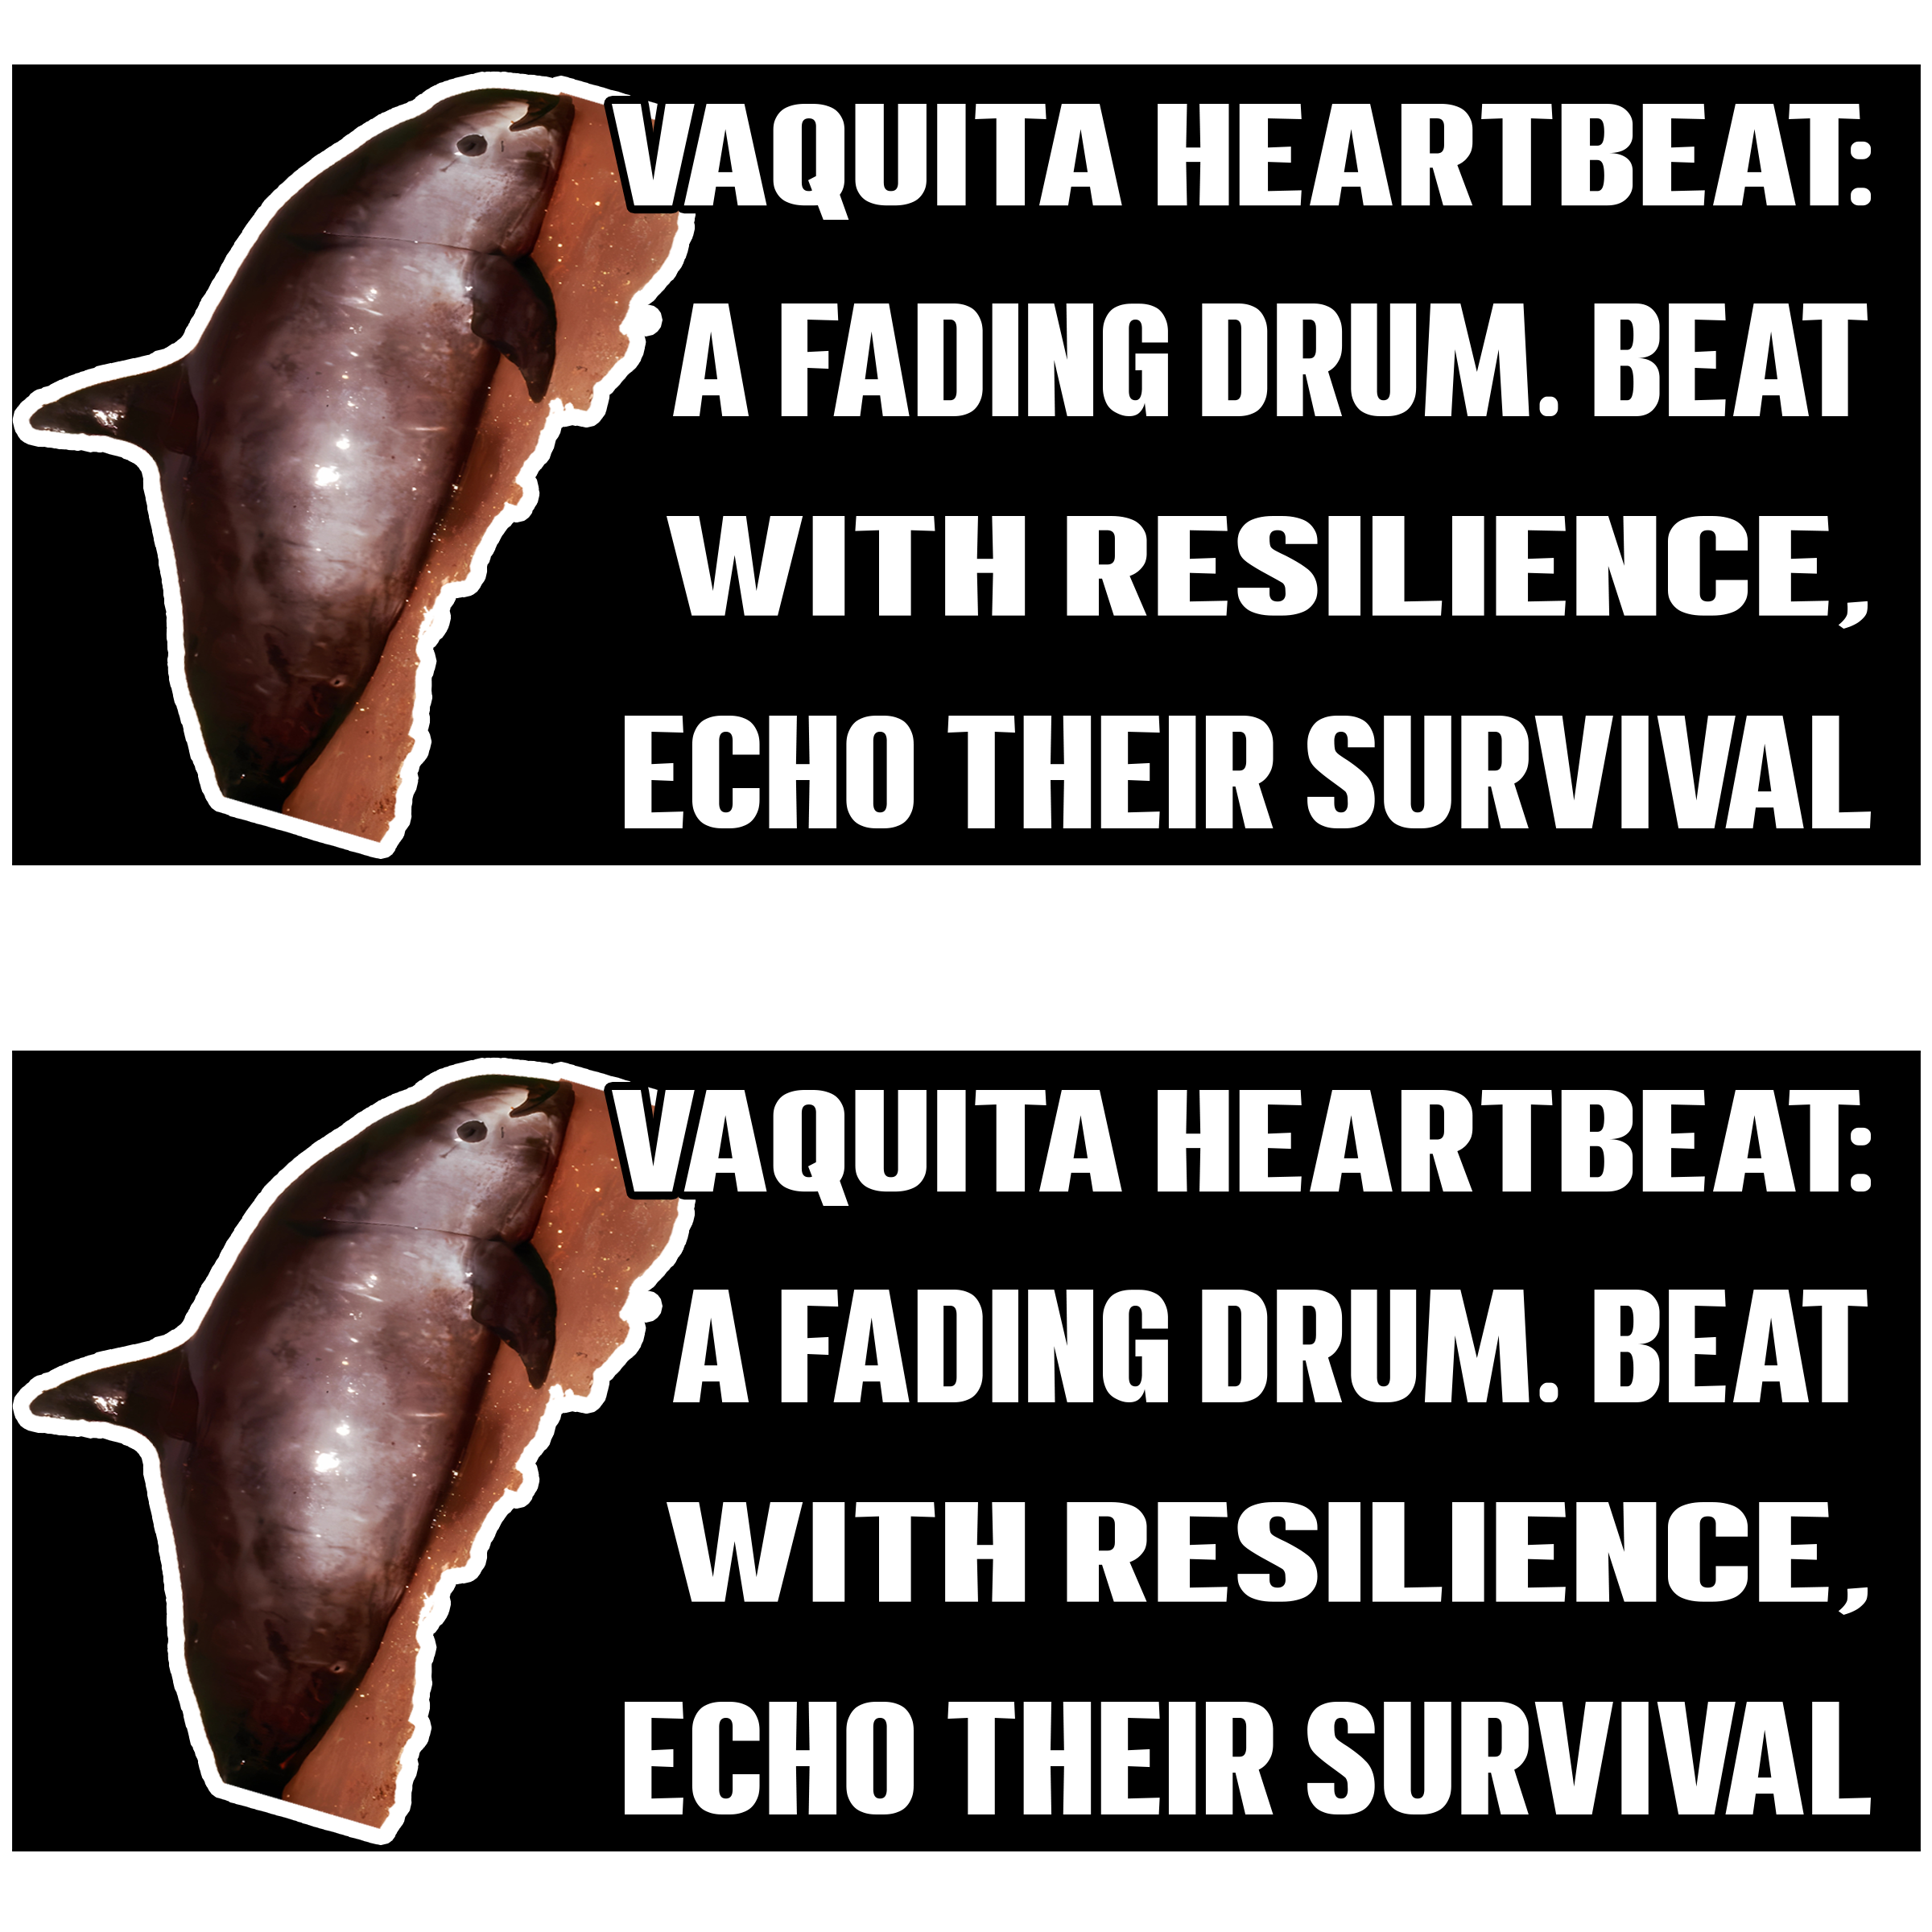 VAQUITA HEARTBEAT:
A FADING DRUM. BEAT
WITH RESILIENCE,
ECHO THEIR SURVIVAL
VAQUITA HEARTBEAT:
A FADING DRUM. BEAT
WITH RESILIENCE,
ECHO THEIR SURVIVAL